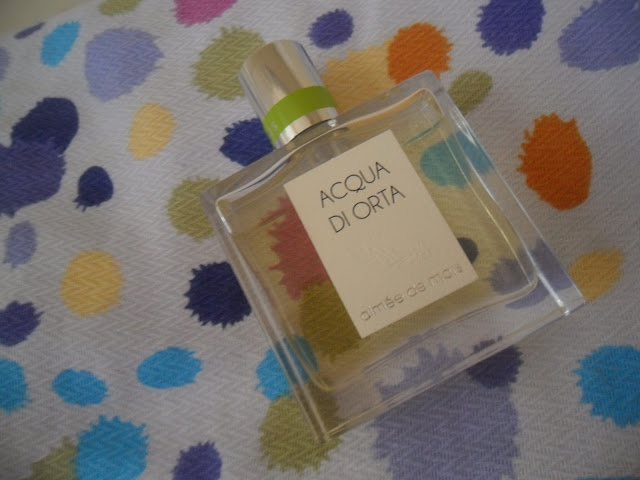 ACQUA
DI ORTA
aimée de mars